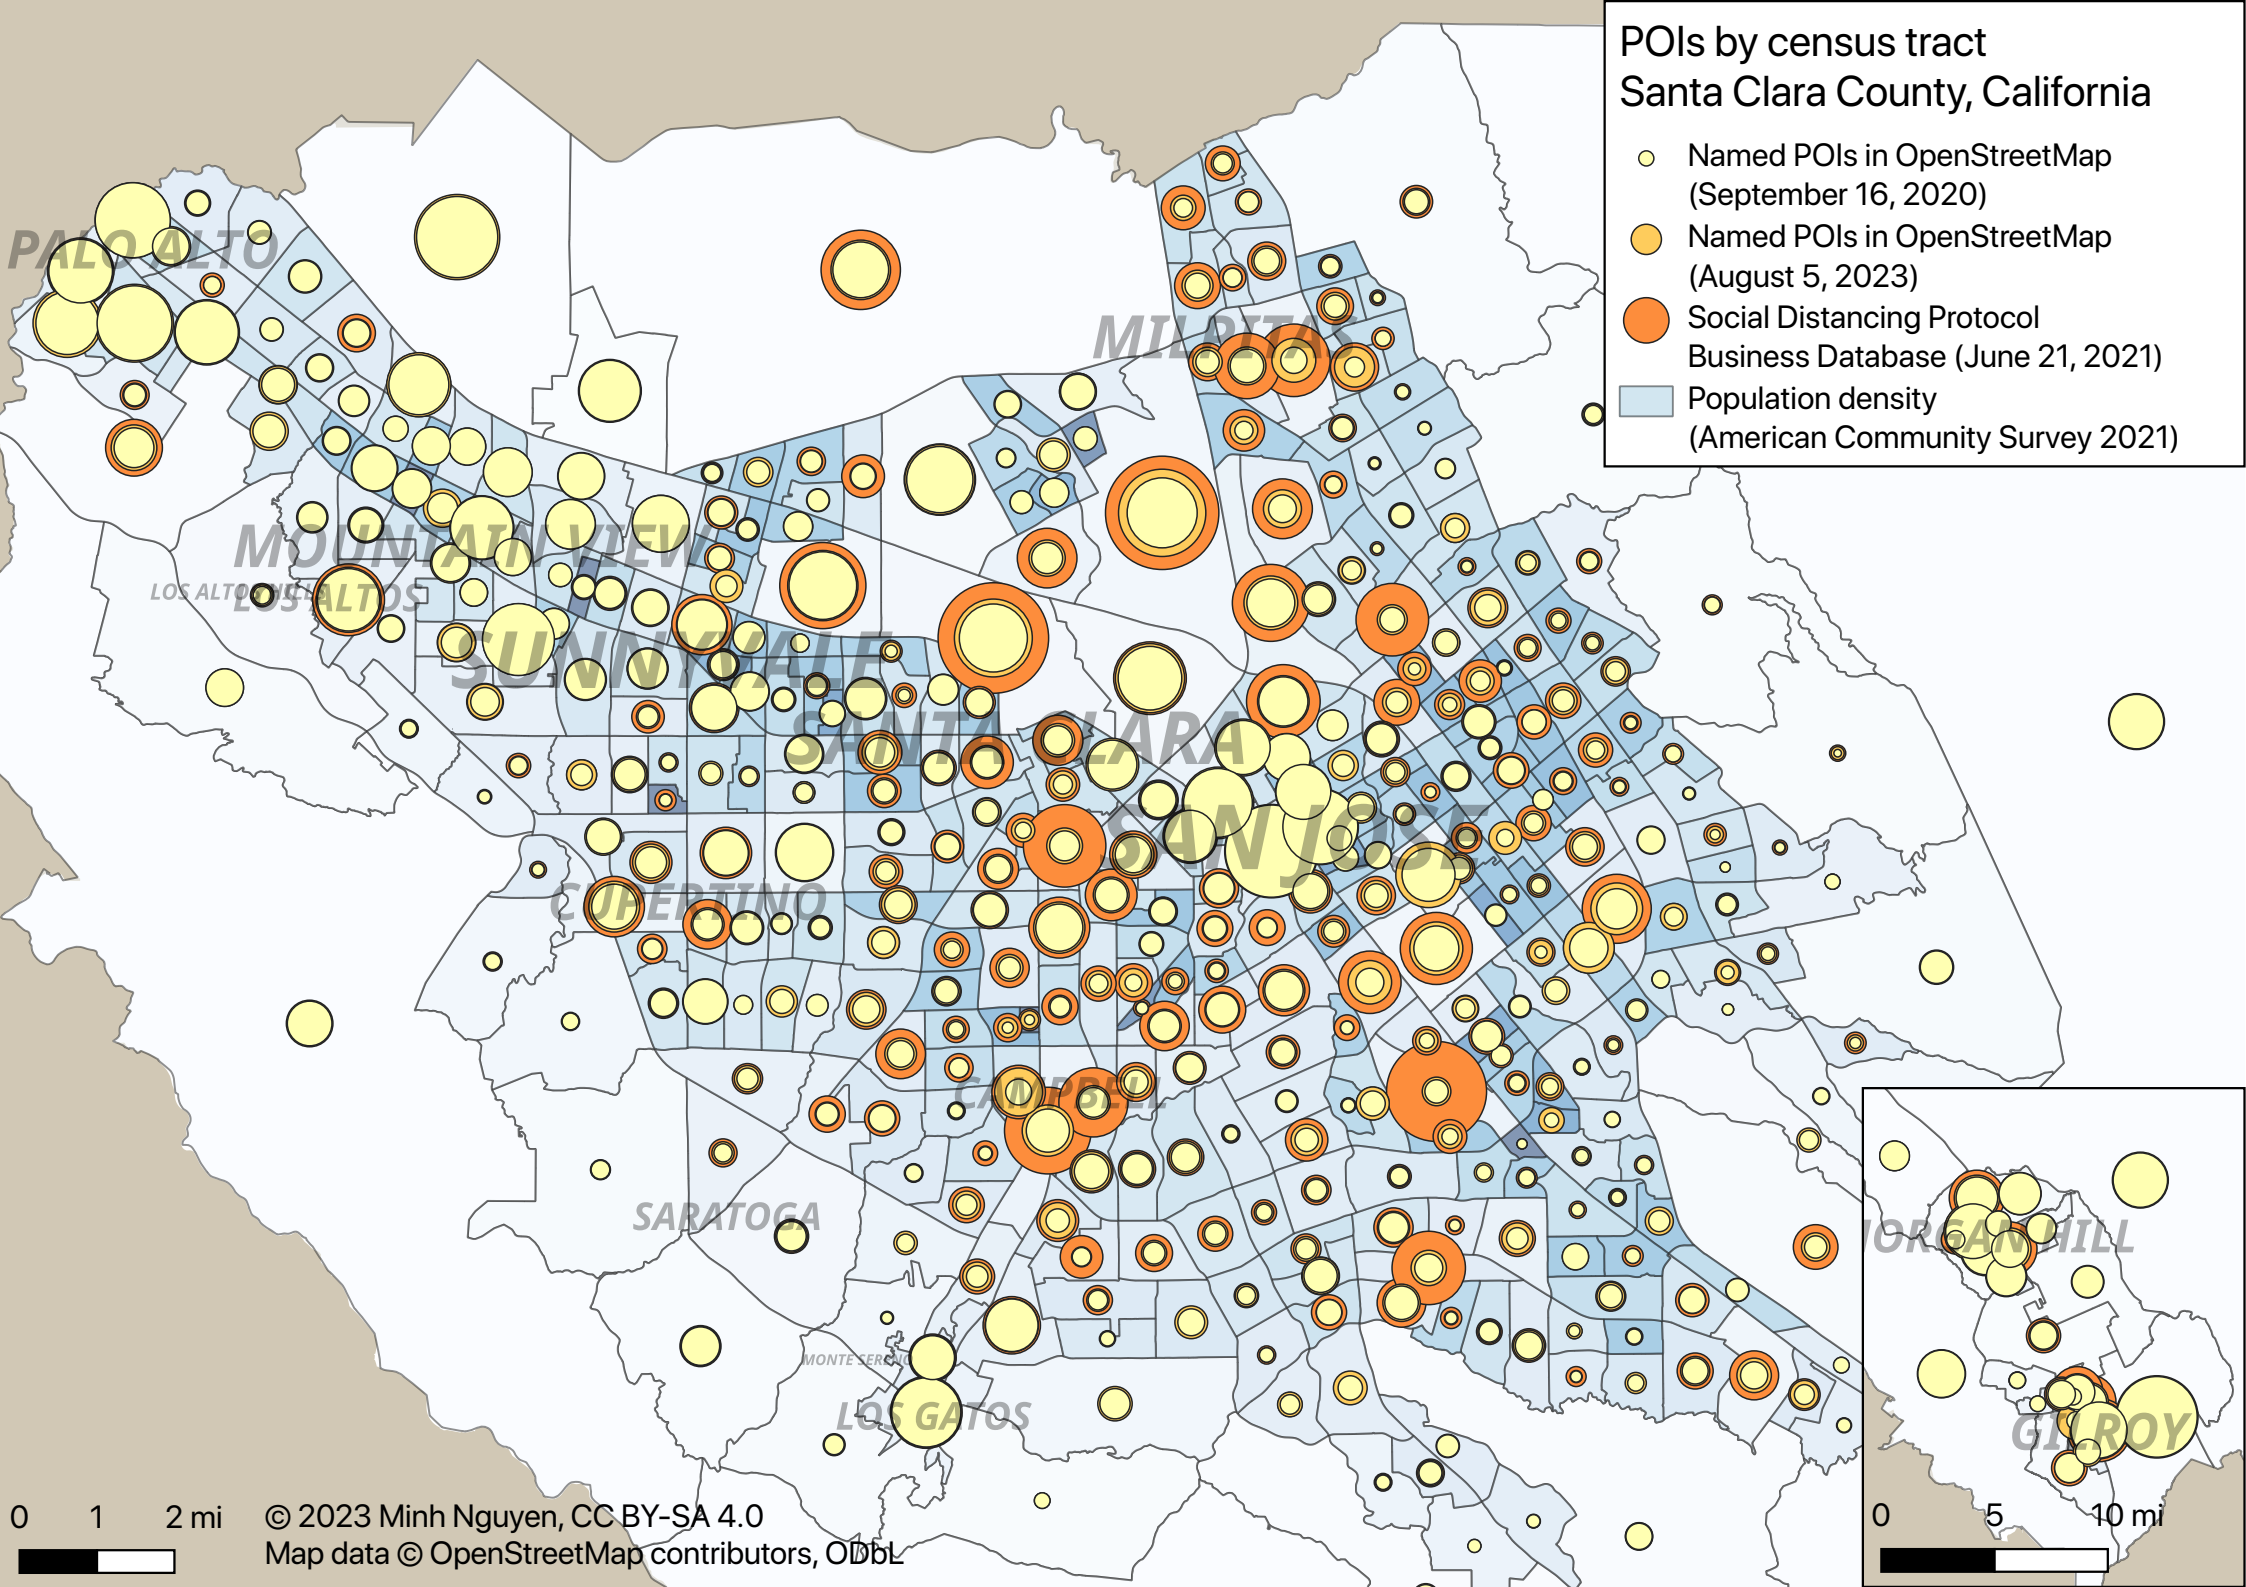 POIs by census tract
Santa Clara County, California
Named POIs in OpenStreetMap
(September 16, 2020)
Named POIs in OpenStreetMap
(August 5, 2023)
Social Distancing Protocol
Business Database (June 21, 2021)
Population density
(American Community Survey 2021)
PALO ALTO
MILPITAS
MOUNTAIN VIEW
LOS ALTOS HILLS
LOS ALTOS
SUNNYVALE
SANTA CLARA
SAN JOSE
CUPERTINO
CAMPBELL
SARATOGA
MONTE SERENO
LOS GATOS
MORGAN HILL
GILROY
0 1 2 mi
© 2023 Minh Nguyen, CC BY-SA 4.0
Map data © OpenStreetMap contributors, ODbL
0 5 10 mi